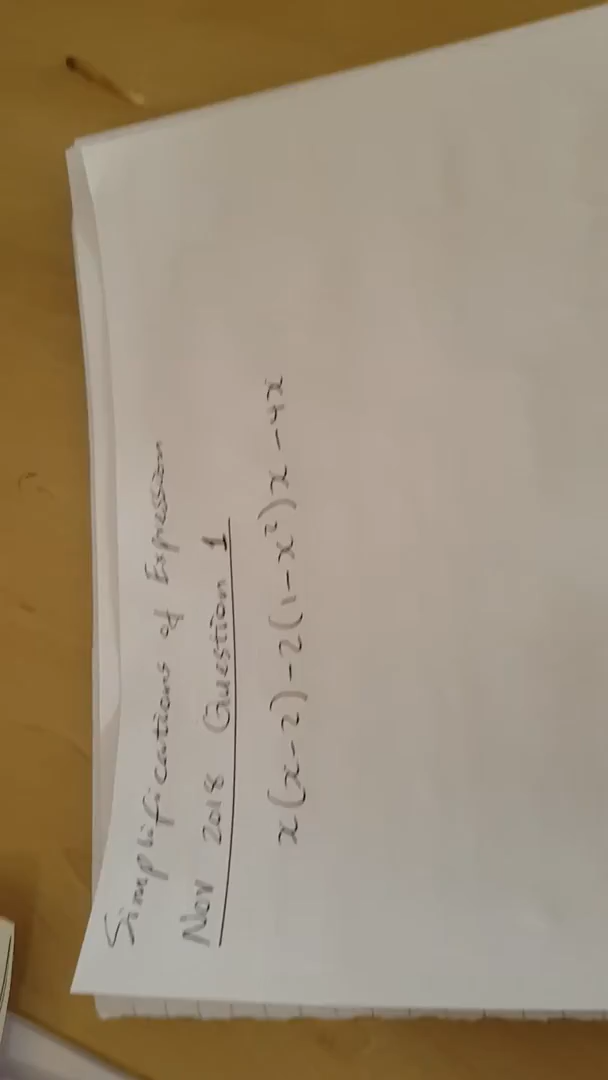 Simplifications of Expression
Nov 2018 Question 1
x(x-2)-2(1-x²)x-4x